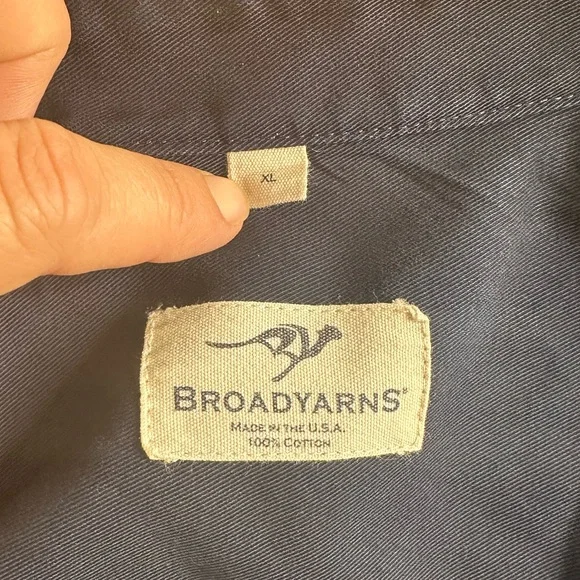 XL
BROADYARNS®
MADE IN THE U.S.A.
100% COTTON